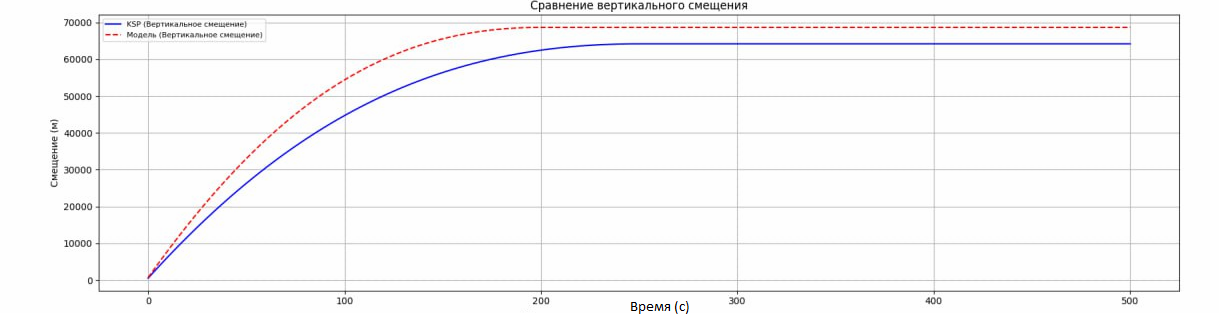 Сравнение вертикального смещения
KSP (Вертикальное смещение)
Модель (Вертикальное смещение)
Смещение (м)
70000
60000
50000
40000
30000
20000
10000
0
0 100 200 300 400 500
Время (с)